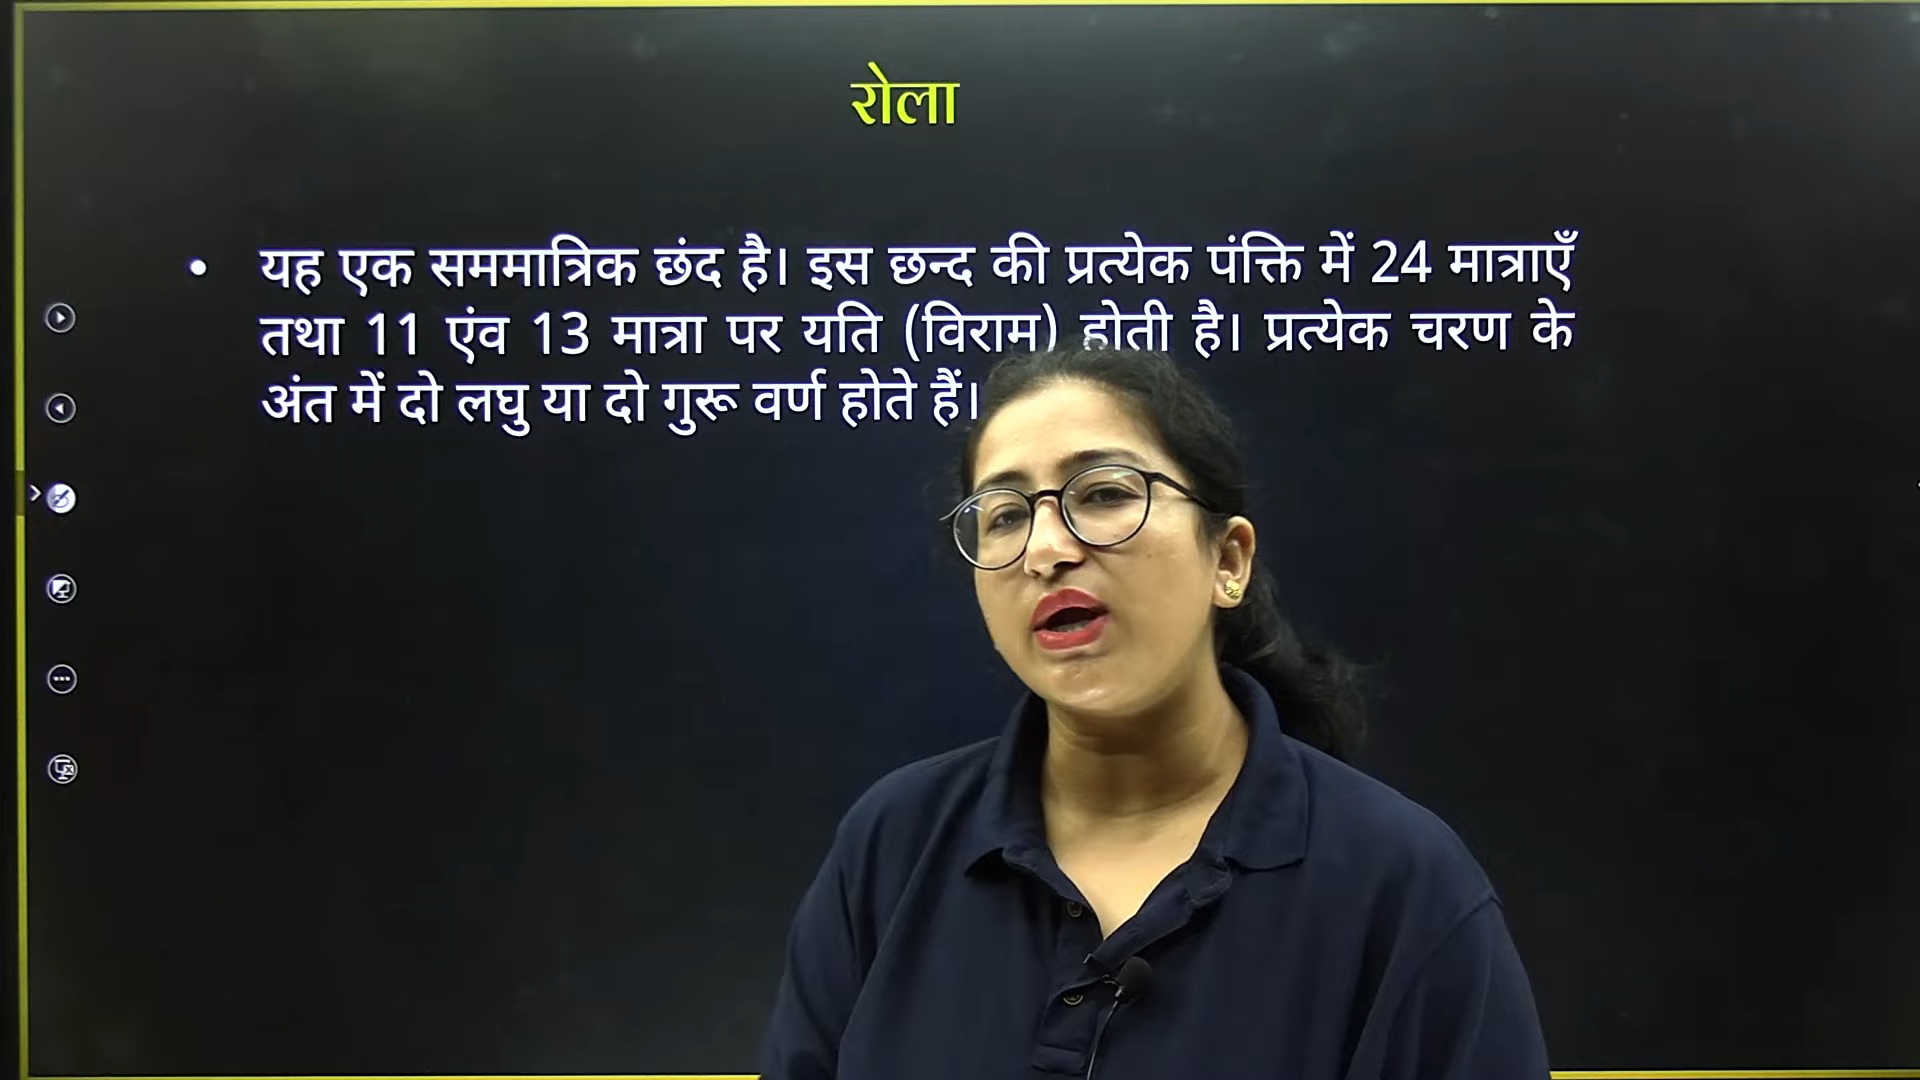 रोला
• यह एक सममात्रिक छंद है। इस छन्द की प्रत्येक पंक्ति में 24 मात्राएँ
तथा 11 एंव 13 मात्रा पर यति (विराम) होती है। प्रत्येक चरण के
अंत में दो लघु या दो गुरू वर्ण होते हैं।